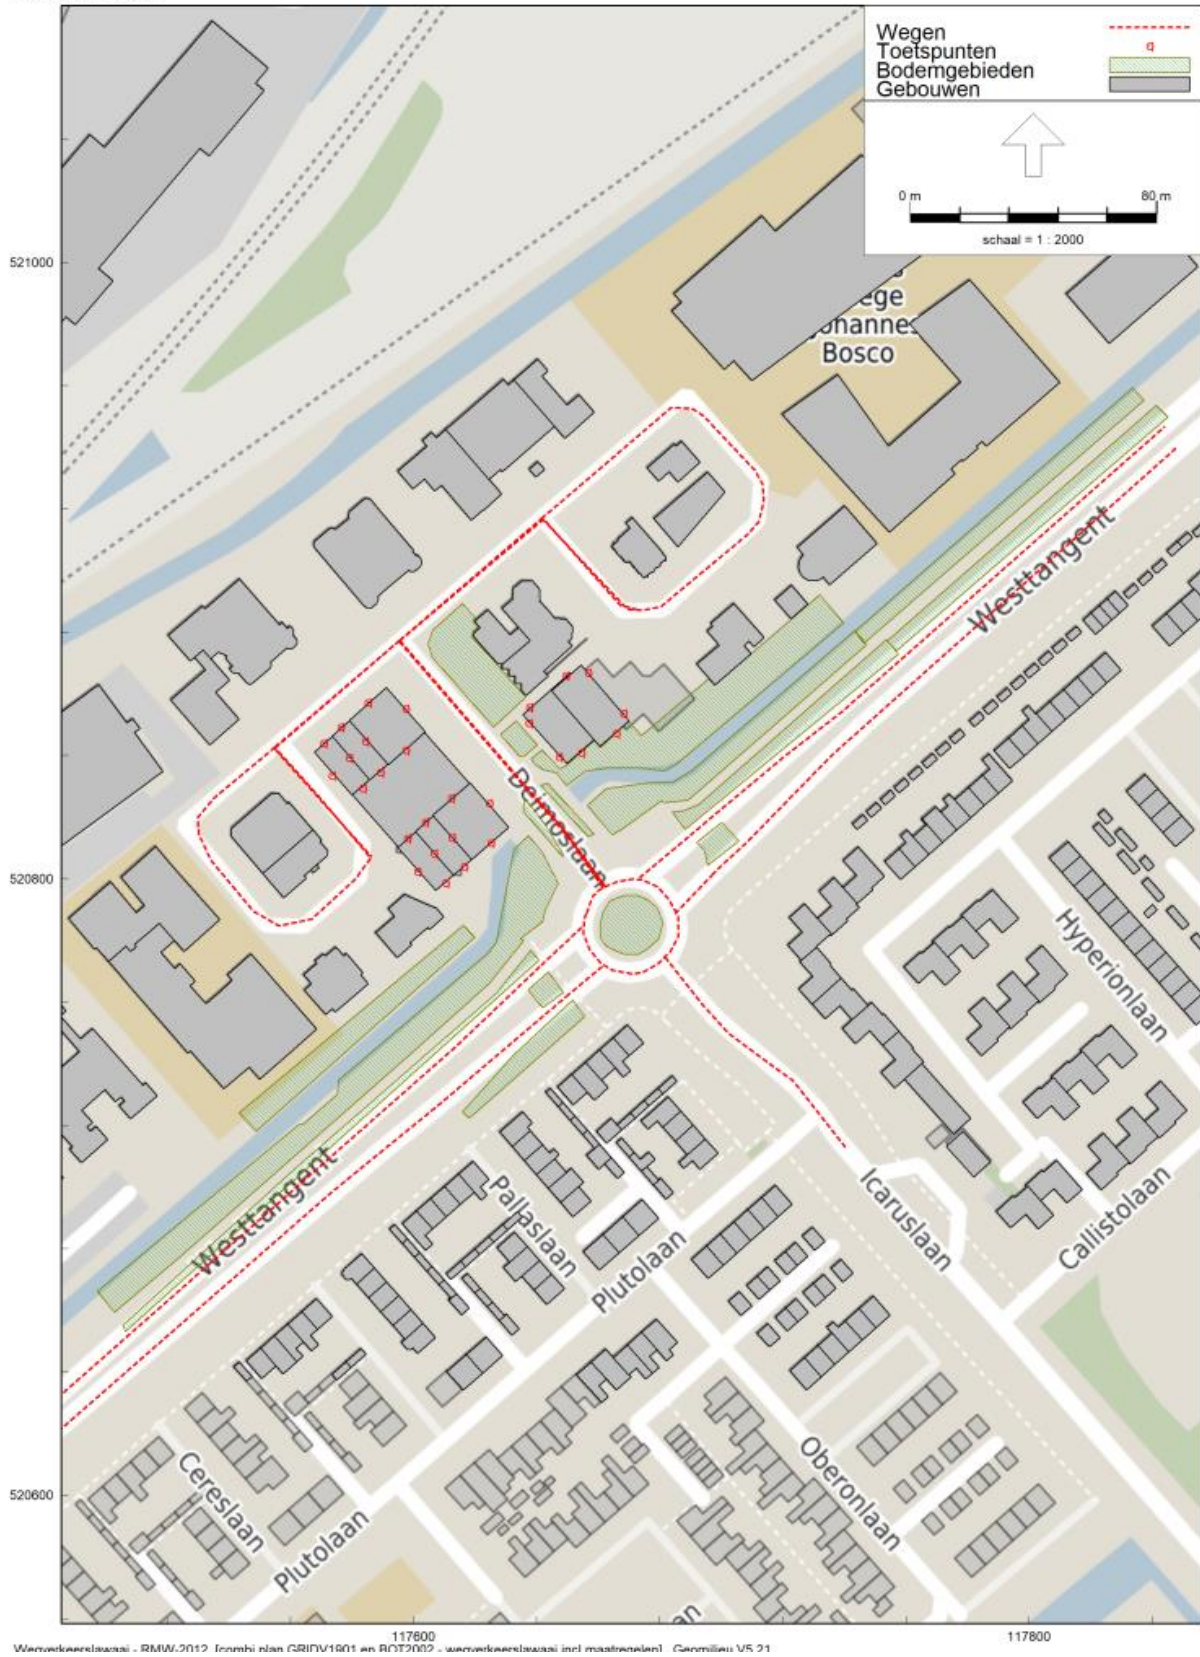 Wegen
Toetspunten
Bodemgebieden
Gebouwen
0 m
80 m
schaal = 1 : 2000
521000
ege
Johannes
Bosco
Westtangent
Deimoslaan
520800
Hyperionlaan
Westtangent
Pallaslaan
Icaruslaan
Callistolaan
Plutolaan
Oberonlaan
Cereslaan
520600
Plutolaan
an
117600
117800
Wegverkeerslawaai - RMW-2012, [combi plan GRIDV1901 en BOT2002 - wegverkeerslawaai incl maatregelen] , Geomilieu V5.21